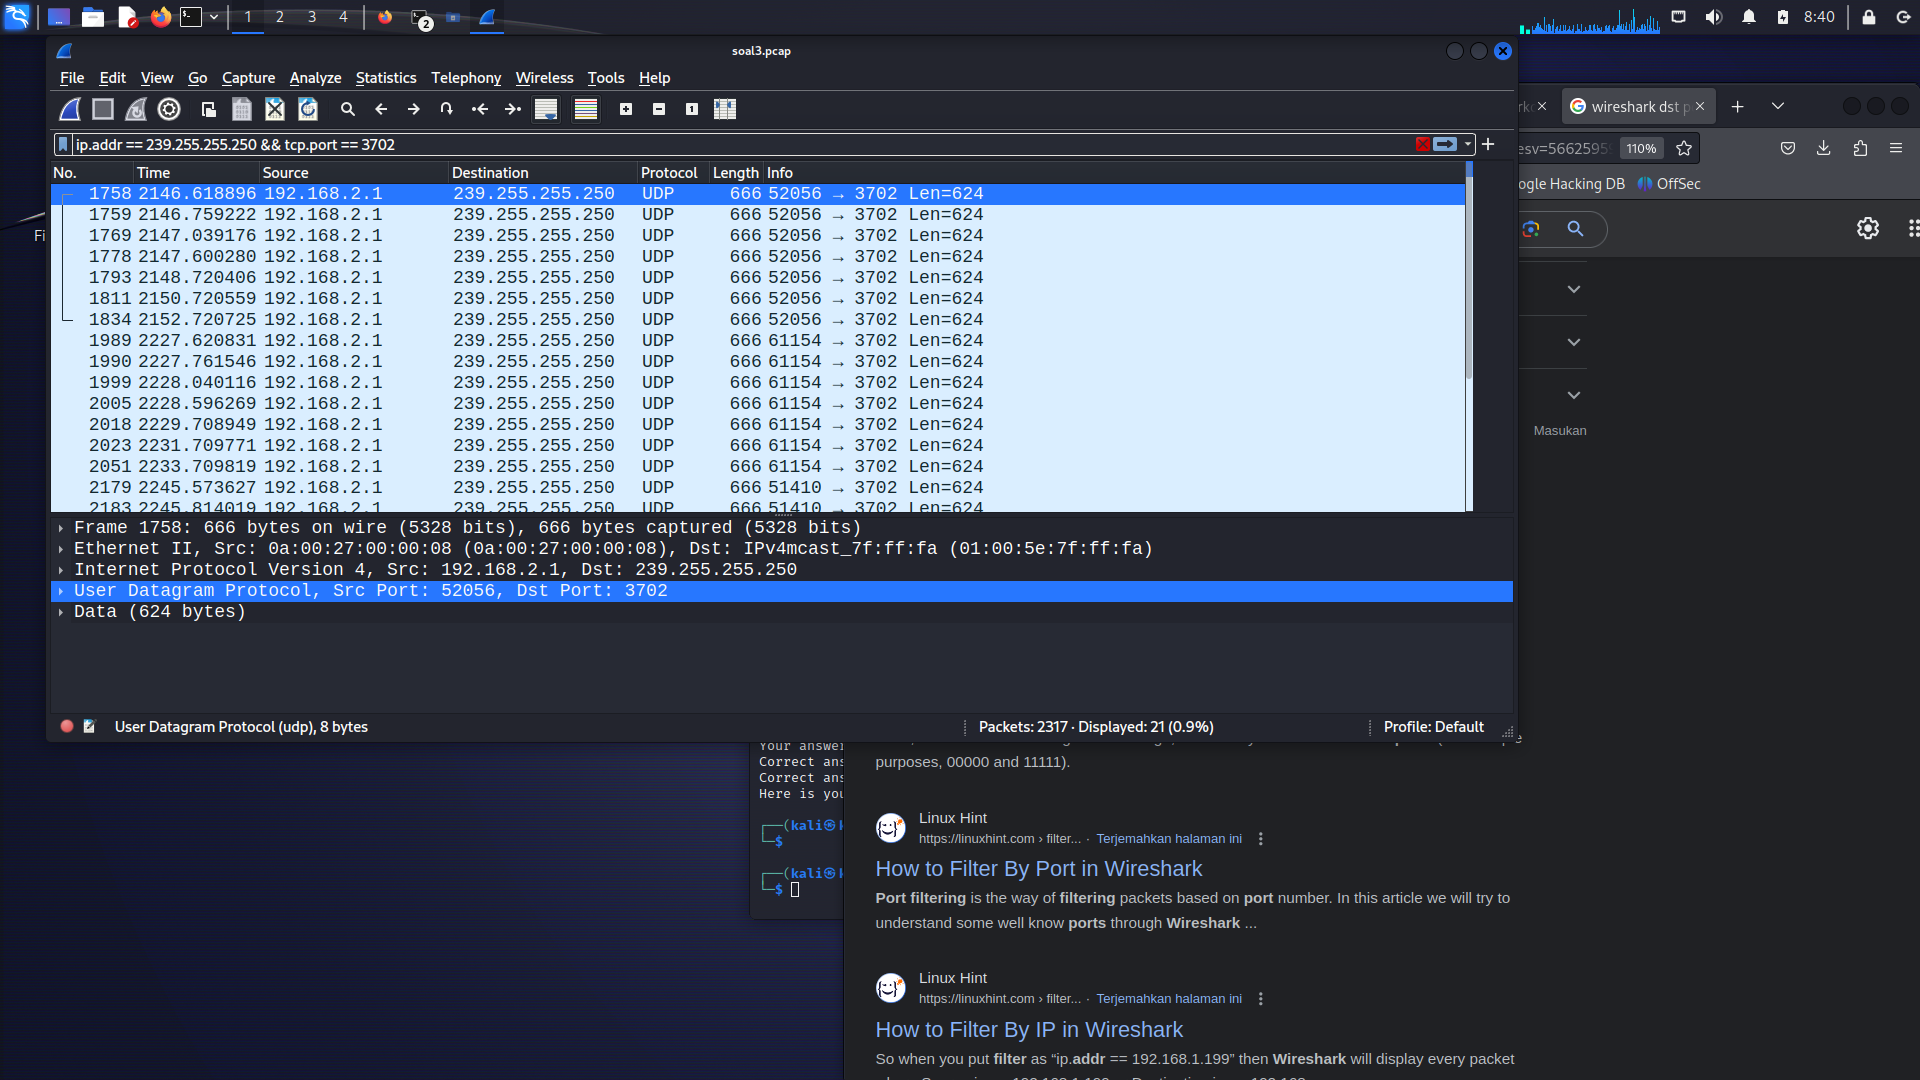 1 2 3 4 2 8:40
soal3.pcap
File Edit View Go Capture Analyze Statistics Telephony Wireless Tools Help
ip.addr == 239.255.255.250 && tcp.port == 3702
No. Time Source Destination Protocol Length Info
1758 2146.618896 192.168.2.1 239.255.255.250 UDP 666 52056 → 3702 Len=624
1759 2146.759222 192.168.2.1 239.255.255.250 UDP 666 52056 → 3702 Len=624
1769 2147.039176 192.168.2.1 239.255.255.250 UDP 666 52056 → 3702 Len=624
1778 2147.600280 192.168.2.1 239.255.255.250 UDP 666 52056 → 3702 Len=624
1793 2148.720406 192.168.2.1 239.255.255.250 UDP 666 52056 → 3702 Len=624
1811 2150.720559 192.168.2.1 239.255.255.250 UDP 666 52056 → 3702 Len=624
1834 2152.720725 192.168.2.1 239.255.255.250 UDP 666 52056 → 3702 Len=624
1989 2227.620831 192.168.2.1 239.255.255.250 UDP 666 61154 → 3702 Len=624
1990 2227.761546 192.168.2.1 239.255.255.250 UDP 666 61154 → 3702 Len=624
1999 2228.040116 192.168.2.1 239.255.255.250 UDP 666 61154 → 3702 Len=624
2005 2228.596269 192.168.2.1 239.255.255.250 UDP 666 61154 → 3702 Len=624
2018 2229.708949 192.168.2.1 239.255.255.250 UDP 666 61154 → 3702 Len=624
2023 2231.709771 192.168.2.1 239.255.255.250 UDP 666 61154 → 3702 Len=624
2051 2233.709819 192.168.2.1 239.255.255.250 UDP 666 61154 → 3702 Len=624
2179 2245.573627 192.168.2.1 239.255.255.250 UDP 666 51410 → 3702 Len=624
2183 2245.814019 192.168.2.1 239.255.255.250 UDP 666 51410 → 3702 Len=624
Frame 1758: 666 bytes on wire (5328 bits), 666 bytes captured (5328 bits)
Ethernet II, Src: 0a:00:27:00:00:08 (0a:00:27:00:00:08), Dst: IPv4mcast_7f:ff:fa (01:00:5e:7f:ff:fa)
Internet Protocol Version 4, Src: 192.168.2.1, Dst: 239.255.255.250
User Datagram Protocol, Src Port: 52056, Dst Port: 3702
Data (624 bytes)
User Datagram Protocol (udp), 8 bytes Packets: 2317 · Displayed: 21 (0.9%) Profile: Default
Fi
wireshark dst p
esv=5662595 110%
ogle Hacking DB OffSec
Masukan
Your answe
Correct ans
Correct ans
Here is you
(kali㉿k
$
(kali㉿k
$
purposes, 00000 and 11111).
Linux Hint
https://linuxhint.com › filter... · Terjemahkan halaman ini
How to Filter By Port in Wireshark
Port filtering is the way of filtering packets based on port number. In this article we will try to
understand some well know ports through Wireshark ...
Linux Hint
https://linuxhint.com › filter... · Terjemahkan halaman ini
How to Filter By IP in Wireshark
So when you put filter as “ip.addr == 192.168.1.199” then Wireshark will display every packet